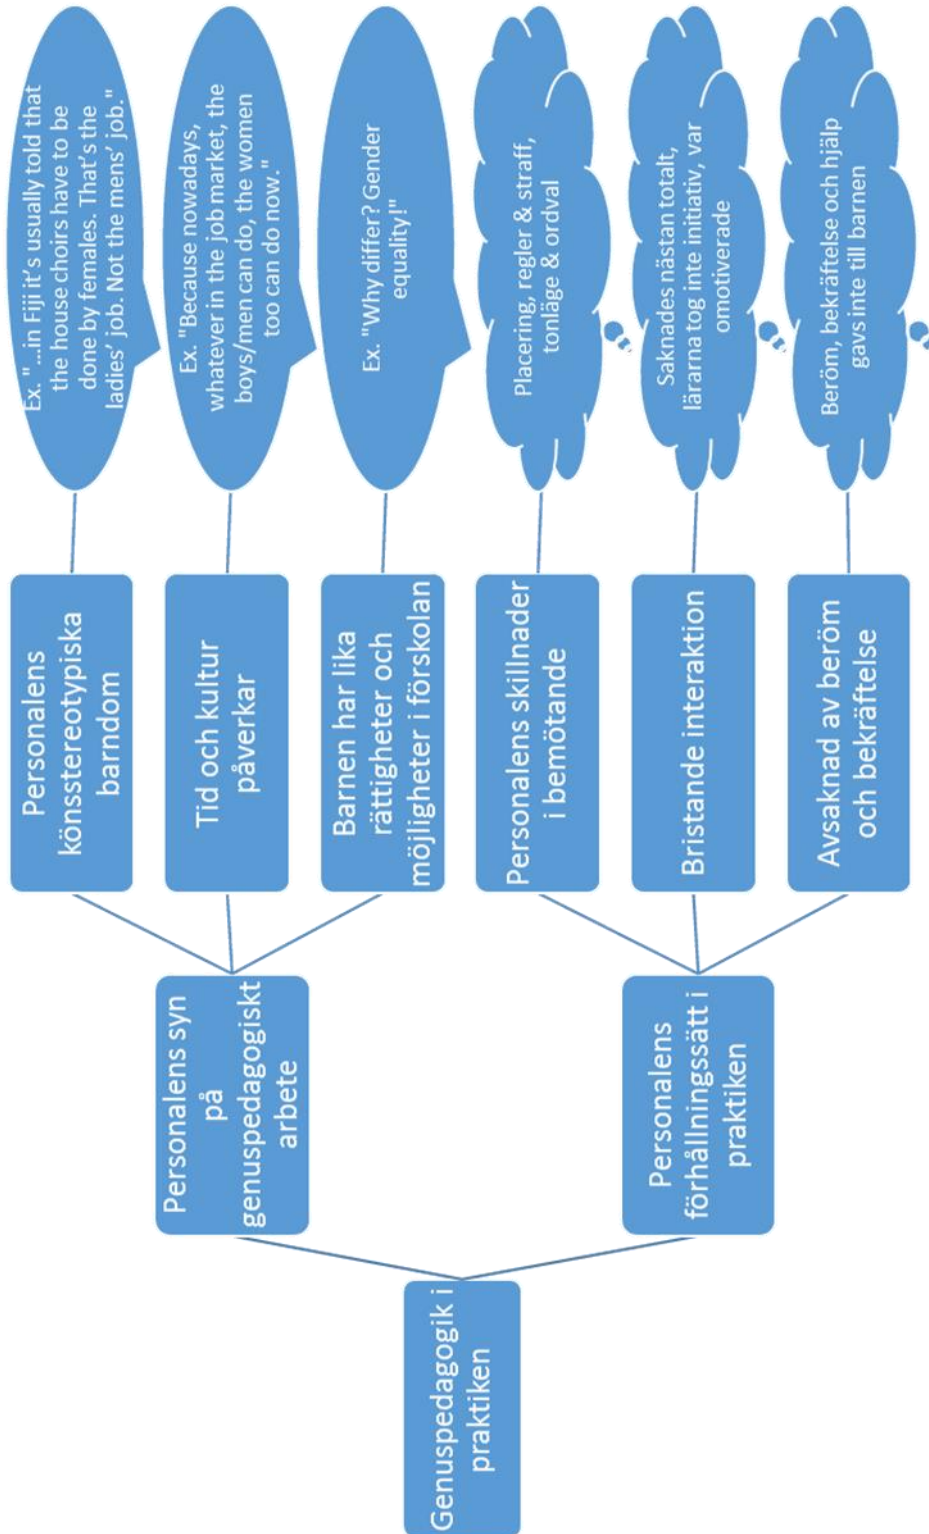 Genuspedagogik i
praktiken
Personalens syn
på
genuspedagogiskt
arbete
Personalens
könsstereotypiska
barndom
Ex. "...in Fiji it's usually told that
the house choirs have to be
done by females. That's the
ladies' job. Not the mens' job."
Tid och kultur
påverkar
Ex. "Because nowadays,
whatever in the job market, the
boys/men can do, the women
too can do now."
Barnen har lika
rättigheter och
möjligheter i förskolan
Ex. "Why differ? Gender
equality!"
Personalens
förhållningssätt i
praktiken
Personalens skillnader
i bemötande
Placering, regler & straff,
tonläge & ordval
Bristande interaktion
Saknades nästan totalt,
lärarna tog inte initiativ, var
omotiverade
Avsaknad av beröm
och bekräftelse
Beröm, bekräftelse och hjälp
gavs inte till barnen